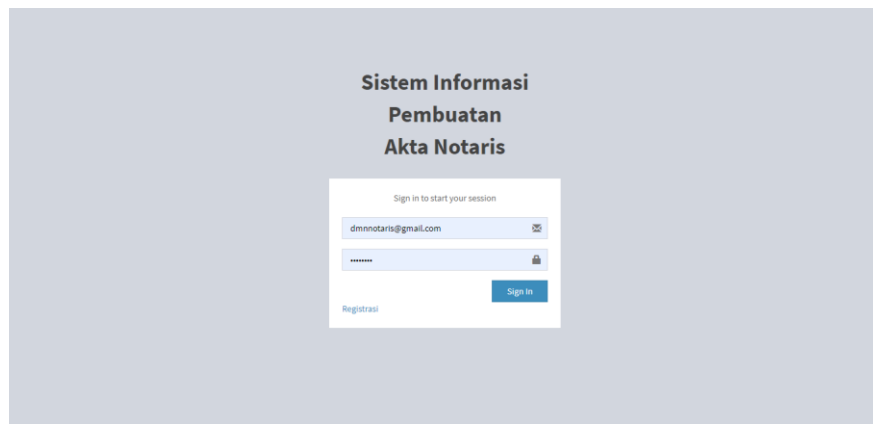 Sistem Informasi
Pembuatan
Akta Notaris
Sign in to start your session
dmnnotaris@gmail.com
••••••••
Sign In
Registrasi